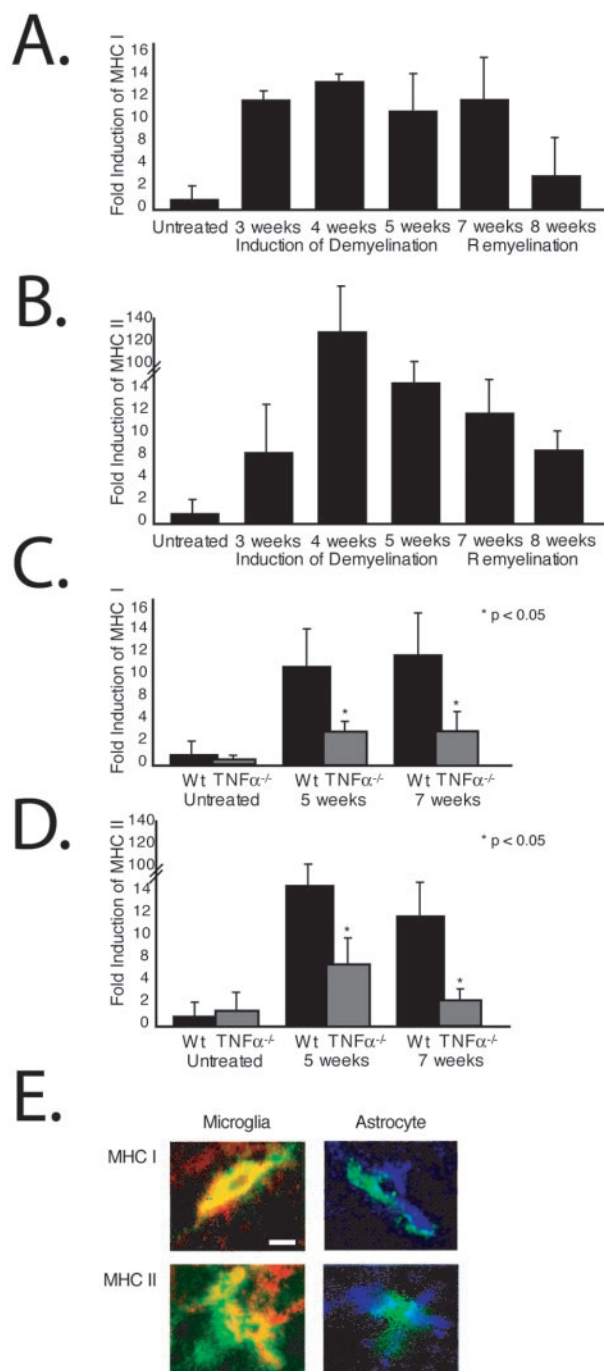 A.
Fold Induction of MHC I
16
14
12
10
8
6
4
2
0
Untreated 3 weeks 4 weeks 5 weeks 7 weeks 8 weeks
Induction of Demyelination Remyelination
B.
Fold Induction of MHC II
140
120
100
14
12
10
8
6
4
2
0
Untreated 3 weeks 4 weeks 5 weeks 7 weeks 8 weeks
Induction of Demyelination Remyelination
C.
Fold Induction of MHC I
16
14
12
10
8
6
4
2
0
* p < 0.05
* *
Wt TNFα-/- Wt TNFα-/- Wt TNFα-/-
Untreated 5 weeks 7 weeks
D.
Fold Induction of MHC II
140
120
100
14
12
10
8
6
4
2
0
* p < 0.05
* *
Wt TNFα-/- Wt TNFα-/- Wt TNFα-/-
Untreated 5 weeks 7 weeks
E.
Microglia Astrocyte
MHC I
MHC II